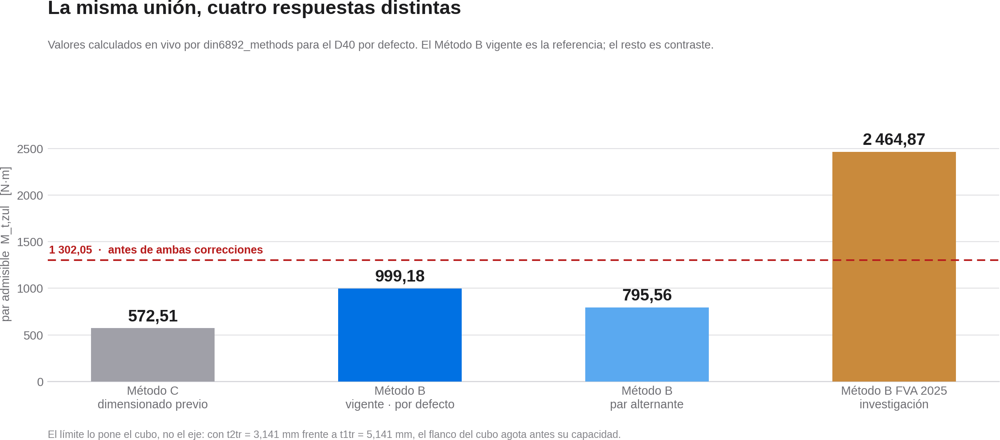 La misma unión, cuatro respuestas distintas
Valores calculados en vivo por din6892_methods para el D40 por defecto. El Método B vigente es la referencia; el resto es contraste.
par admisible M_t,zul [N·m]
2500
2000
1500
1000
500
0
1 302,05 · antes de ambas correcciones
572,51
999,18
795,56
2 464,87
Método C
dimensionado previo
Método B
vigente · por defecto
Método B
par alternante
Método B FVA 2025
investigación
El límite lo pone el cubo, no el eje: con t2tr = 3,141 mm frente a t1tr = 5,141 mm, el flanco del cubo agota antes su capacidad.